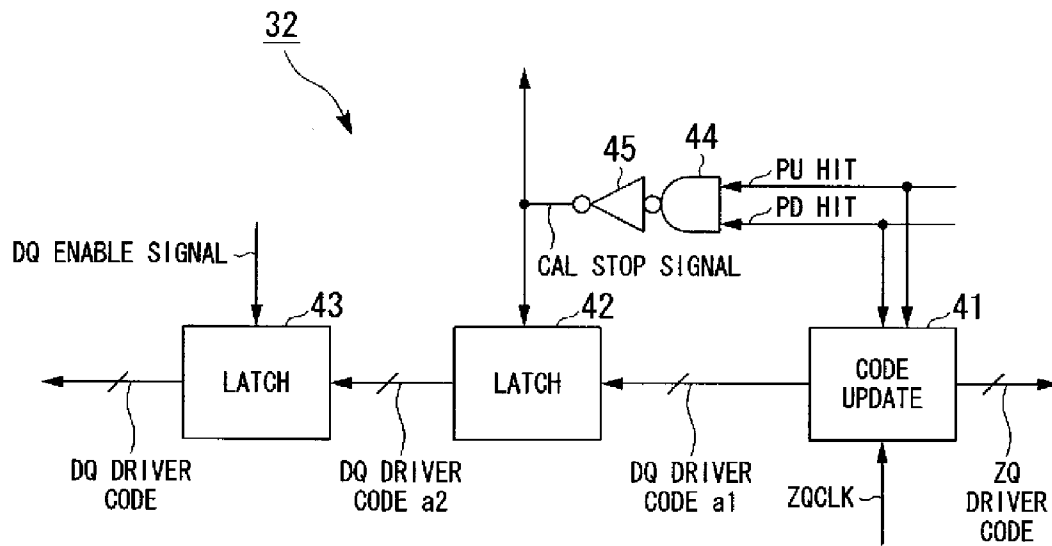 32
44
45
PU HIT
PD HIT
DQ ENABLE SIGNAL
CAL STOP SIGNAL
43
42
41
LATCH
LATCH
CODE
UPDATE
DQ DRIVER
CODE
DQ DRIVER
CODE a2
DQ DRIVER
CODE a1
ZQCLK
ZQ
DRIVER
CODE